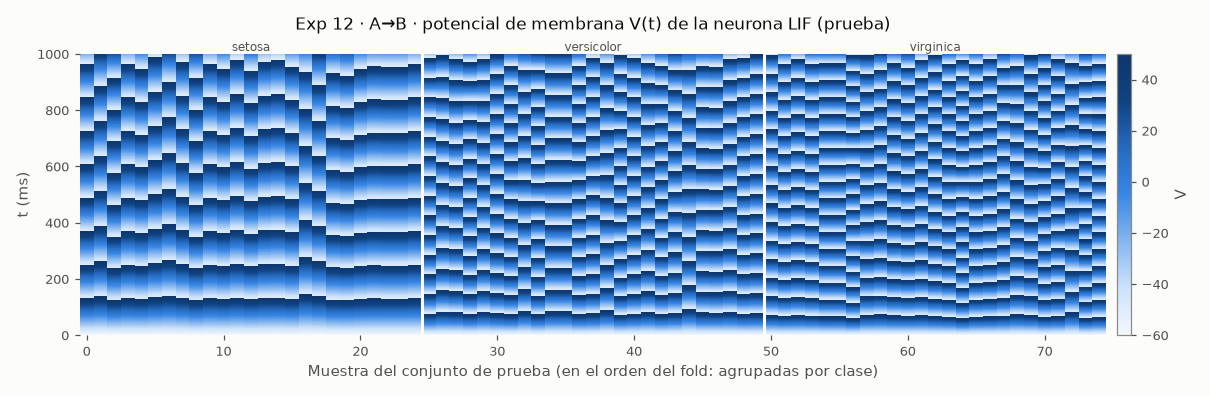 Exp 12 · A→B · potencial de membrana V(t) de la neurona LIF (prueba)
setosa versicolor virginica
1000
800
600
400
200
0
t (ms)
0 10 20 30 40 50 60 70
Muestra del conjunto de prueba (en el orden del fold: agrupadas por clase)
40
20
0
−20
−40
−60
V